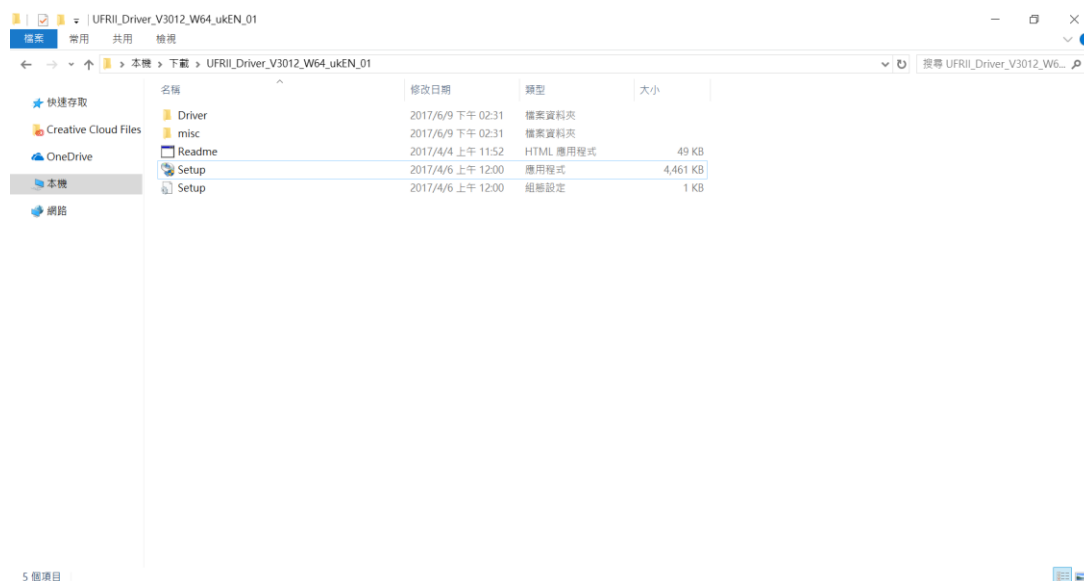 UFRII_Driver_V3012_W64_ukEN_01
檔案 常用 共用 檢視
本機 下載 UFRII_Driver_V3012_W64_ukEN_01 搜尋 UFRII_Driver_V3012_W6...
名稱 修改日期 類型 大小
快速存取
Creative Cloud Files
OneDrive
本機
網路
Driver 2017/6/9 下午 02:31 檔案資料夾
misc 2017/6/9 下午 02:31 檔案資料夾
Readme 2017/4/4 上午 11:52 HTML 應用程式 49 KB
Setup 2017/4/6 上午 12:00 應用程式 4,461 KB
Setup 2017/4/6 上午 12:00 組態設定 1 KB
5 個項目